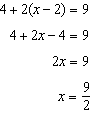 4 + 2(x − 2) = 9
4 + 2x − 4 = 9
2x = 9
x = 9/2